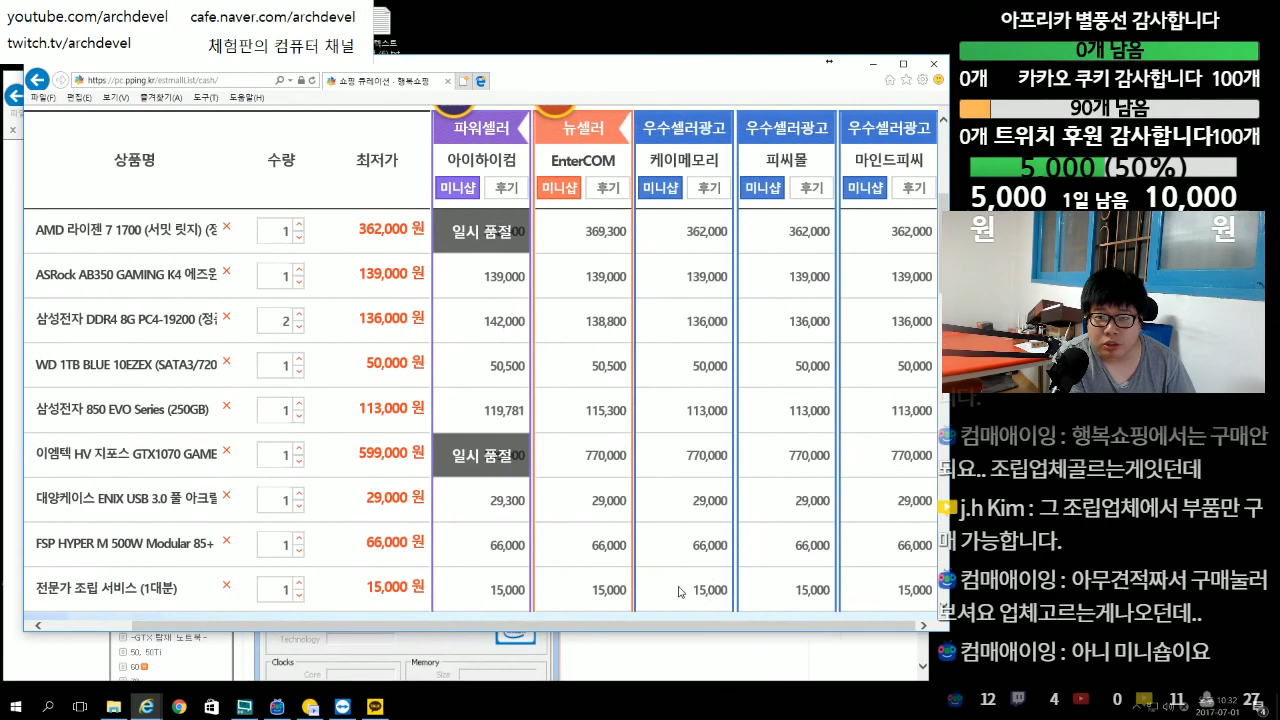 youtube.com/archdevel cafe.naver.com/archdevel
twitch.tv/archdevel 체험판의 컴퓨터 채널
https://pc.pping.kr/estmallList/cash/
쇼핑 큐레이션 - 행복쇼핑
파일(F) 편집(E) 보기(V) 즐겨찾기(A) 도구(T) 도움말(H)
파워셀러 뉴셀러 우수셀러광고 우수셀러광고 우수셀러광고
상품명 수량 최저가 아이하이컴 EnterCOM 케이메모리 피씨몰 마인드피씨
미니샵 후기 미니샵 후기 미니샵 후기 미니샵 후기 미니샵 후기
AMD 라이젠 7 1700 (서밋 릿지) (정 1 362,000 원 일시 품절 369,300 362,000 362,000 362,000
ASRock AB350 GAMING K4 에즈윈 1 139,000 원 139,000 139,000 139,000 139,000 139,000
삼성전자 DDR4 8G PC4-19200 (정품 2 136,000 원 142,000 138,800 136,000 136,000 136,000
WD 1TB BLUE 10EZEX (SATA3/720 1 50,000 원 50,500 50,500 50,000 50,000 50,000
삼성전자 850 EVO Series (250GB) 1 113,000 원 119,781 115,300 113,000 113,000 113,000
이엠텍 HV 지포스 GTX1070 GAME 1 599,000 원 일시 품절 770,000 770,000 770,000 770,000
대양케이스 ENIX USB 3.0 풀 아크릴 1 29,000 원 29,300 29,000 29,000 29,000 29,000
FSP HYPER M 500W Modular 85+ 1 66,000 원 66,000 66,000 66,000 66,000 66,000
전문가 조립 서비스 (1대분) 1 15,000 원 15,000 15,000 15,000 15,000 15,000
-GTX 탑재 노트북-
50, 50Ti
60
Technology
Clocks Memory
Core Size
아프리카 별풍선 감사합니다
0개 남음
0개 카카오 쿠키 감사합니다 100개
90개 남음
0개 트위치 후원 감사합니다 100개
5,000 (50%)
5,000 1일 남음 10,000
원 원
니다.
컴매애이잉 : 행복쇼핑에서는 구매안
되요.. 조립업체골르는게잇던데
j.h Kim : 그 조립업체에서 부품만 구
매 가능합니다.
컴매애이잉 : 아무견적짜서 구매눌러
보셔요 업체고르는게나오던데..
컴매애이잉 : 아니 미니숍이요
12 4 0 11 27
오전 10:32
2017-07-01